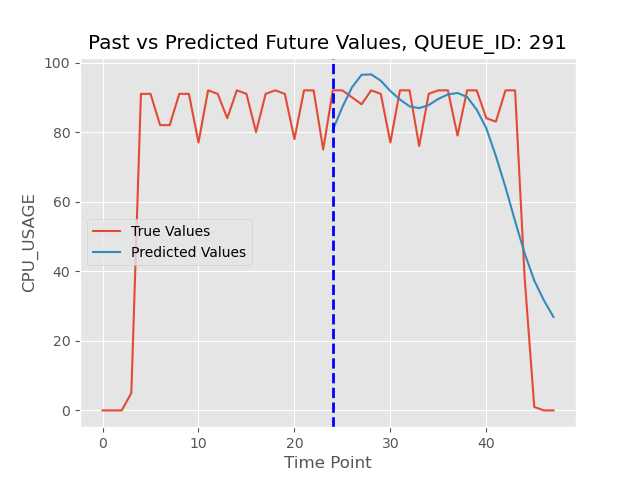 Past vs Predicted Future Values, QUEUE_ID: 291
100
80
60
40
20
0
CPU_USAGE
True Values
Predicted Values
0 10 20 30 40
Time Point